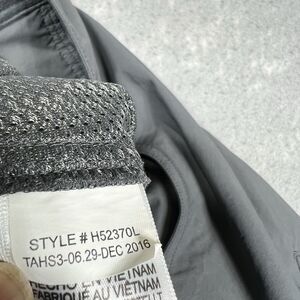 STYLE # H52370L
TAHS3-06.29-DEC 2016
HECHO EN VIETNAM
FABRIQUÉ AU VIETNAM